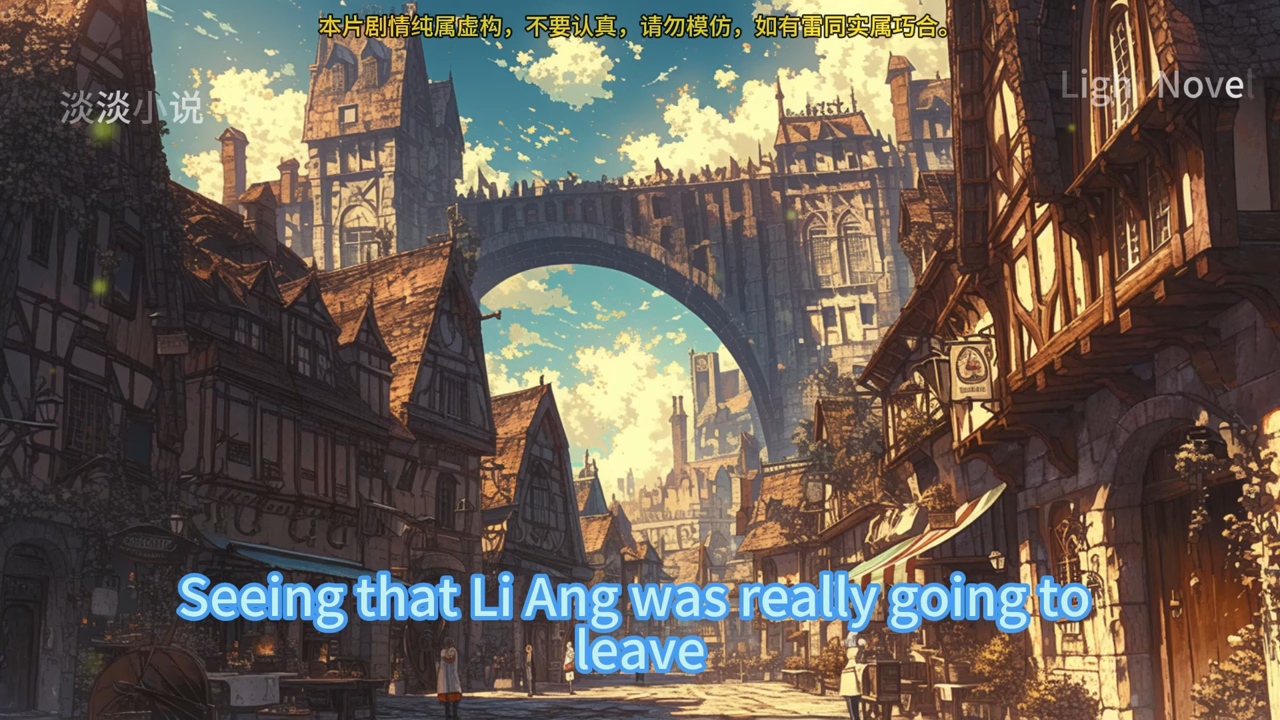 本片剧情纯属虚构，不要认真，请勿模仿，如有雷同实属巧合。
淡淡小说
Light Novel
Seeing that Li Ang was really going to
leave